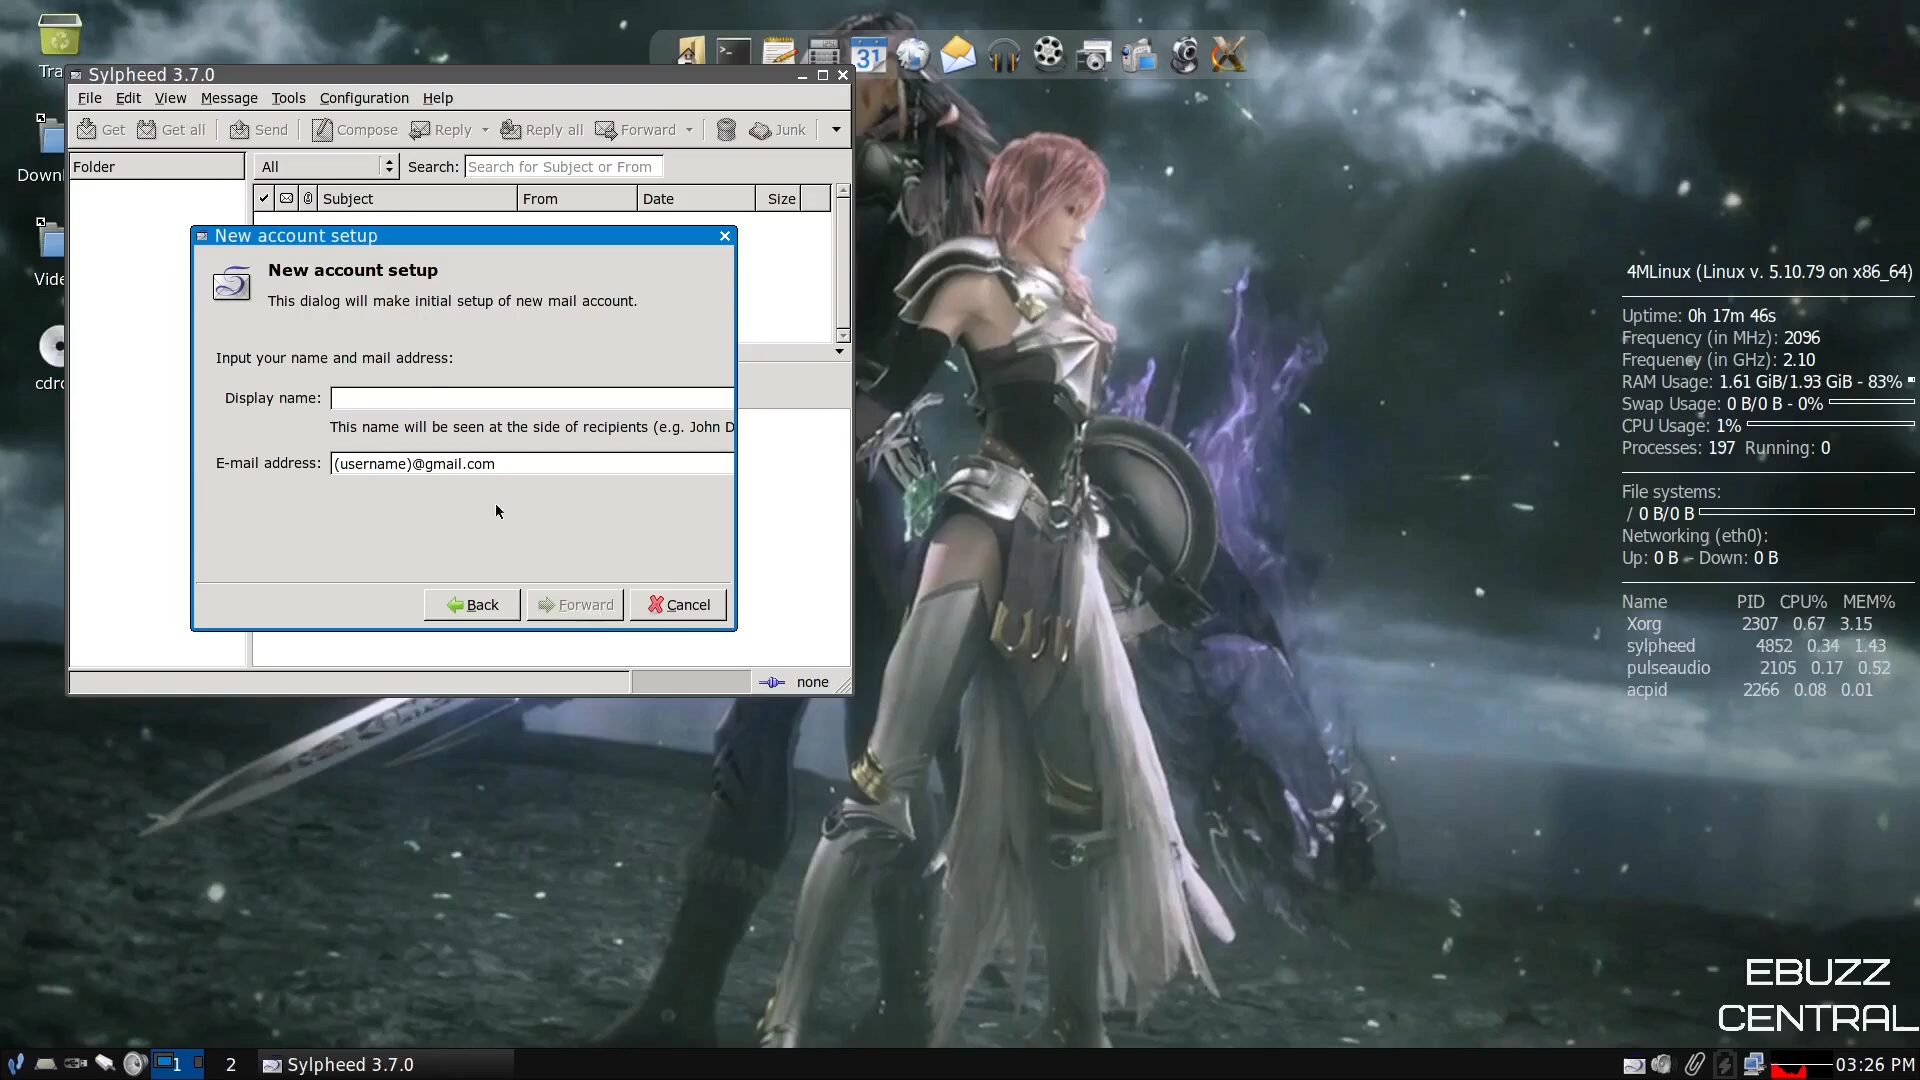 Tra
31
Sylpheed 3.7.0
File Edit View Message Tools Configuration Help
Get Get all Send Compose Reply Reply all Forward Junk
Downl
Folder All Search: Search for Subject or From
Subject From Date Size
Vide
cdro
New account setup
New account setup
This dialog will make initial setup of new mail account.
Input your name and mail address:
Display name:
This name will be seen at the side of recipients (e.g. John D
E-mail address: (username)@gmail.com
Back Forward Cancel
none
4MLinux (Linux v. 5.10.79 on x86_64)
Uptime: 0h 17m 46s
Frequency (in MHz): 2096
Frequency (in GHz): 2.10
RAM Usage: 1.61 GiB/1.93 GiB - 83%
Swap Usage: 0 B/0 B - 0%
CPU Usage: 1%
Processes: 197 Running: 0
File systems:
/ 0 B/0 B
Networking (eth0):
Up: 0 B - Down: 0 B
Name PID CPU% MEM%
Xorg 2307 0.67 3.15
sylpheed 4852 0.34 1.43
pulseaudio 2105 0.17 0.52
acpid 2266 0.08 0.01
EBUZZ
CENTRAL
1 2 Sylpheed 3.7.0 03:26 PM